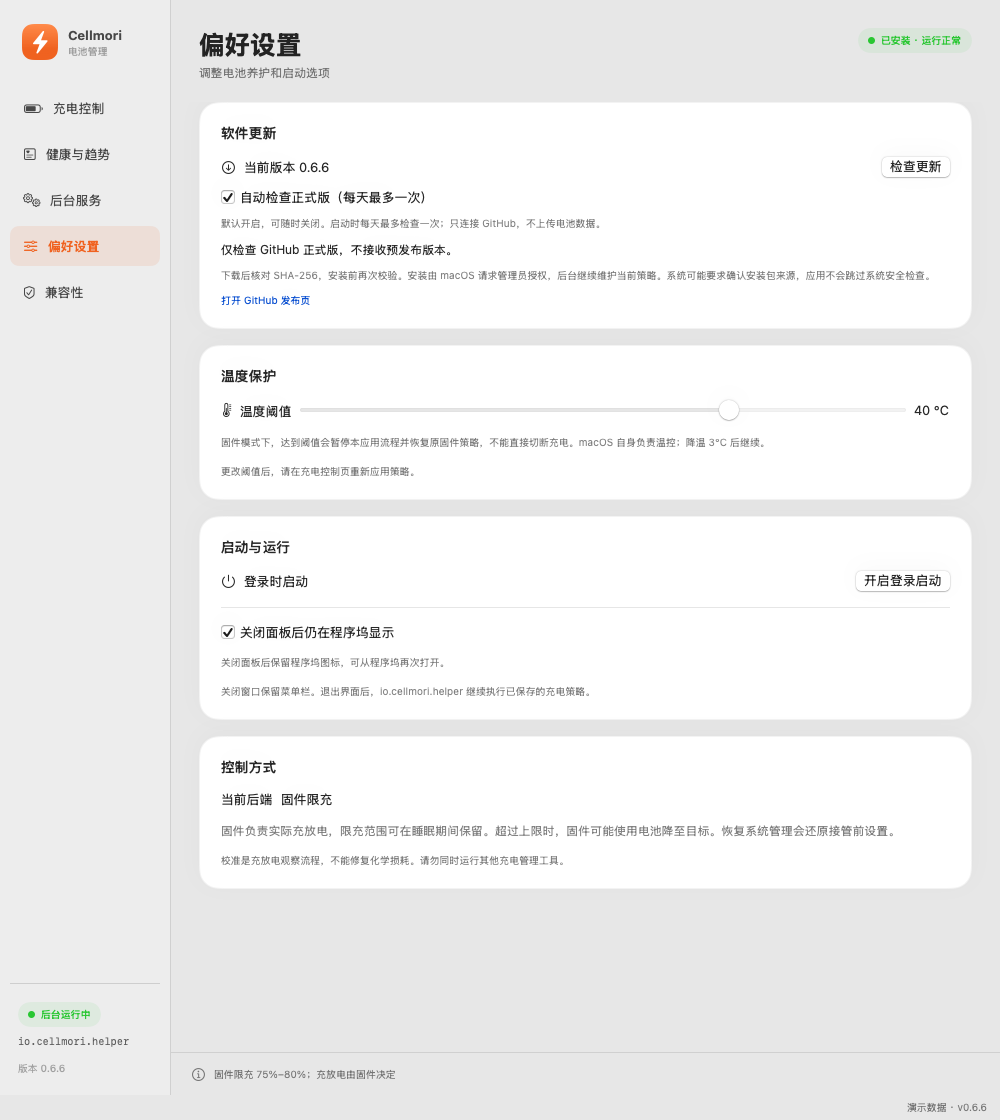 Cellmori
电池管理
充电控制
健康与趋势
后台服务
偏好设置
兼容性
后台运行中
io.cellmori.helper
版本 0.6.6
偏好设置
调整电池养护和启动选项
已安装 · 运行正常
软件更新
当前版本 0.6.6
检查更新
自动检查正式版（每天最多一次）
默认开启，可随时关闭。启动时每天最多检查一次；只连接 GitHub，不上传电池数据。
仅检查 GitHub 正式版，不接收预发布版本。
下载后核对 SHA-256，安装前再次校验。安装由 macOS 请求管理员授权，后台继续维护当前策略。系统可能要求确认安装包来源，应用不会跳过系统安全检查。
打开 GitHub 发布页
温度保护
温度阈值
40 °C
固件模式下，达到阈值会暂停本应用流程并恢复原固件策略，不能直接切断充电。macOS 自身负责温控；降温 3°C 后继续。
更改阈值后，请在充电控制页重新应用策略。
启动与运行
登录时启动
开启登录启动
关闭面板后仍在程序坞显示
关闭面板后保留程序坞图标，可从程序坞再次打开。
关闭窗口保留菜单栏。退出界面后，io.cellmori.helper 继续执行已保存的充电策略。
控制方式
当前后端 固件限充
固件负责实际充放电，限充范围可在睡眠期间保留。超过上限时，固件可能使用电池降至目标。恢复系统管理会还原接管前设置。
校准是充放电观察流程，不能修复化学损耗。请勿同时运行其他充电管理工具。
固件限充 75%–80%；充放电由固件决定
演示数据 · v0.6.6